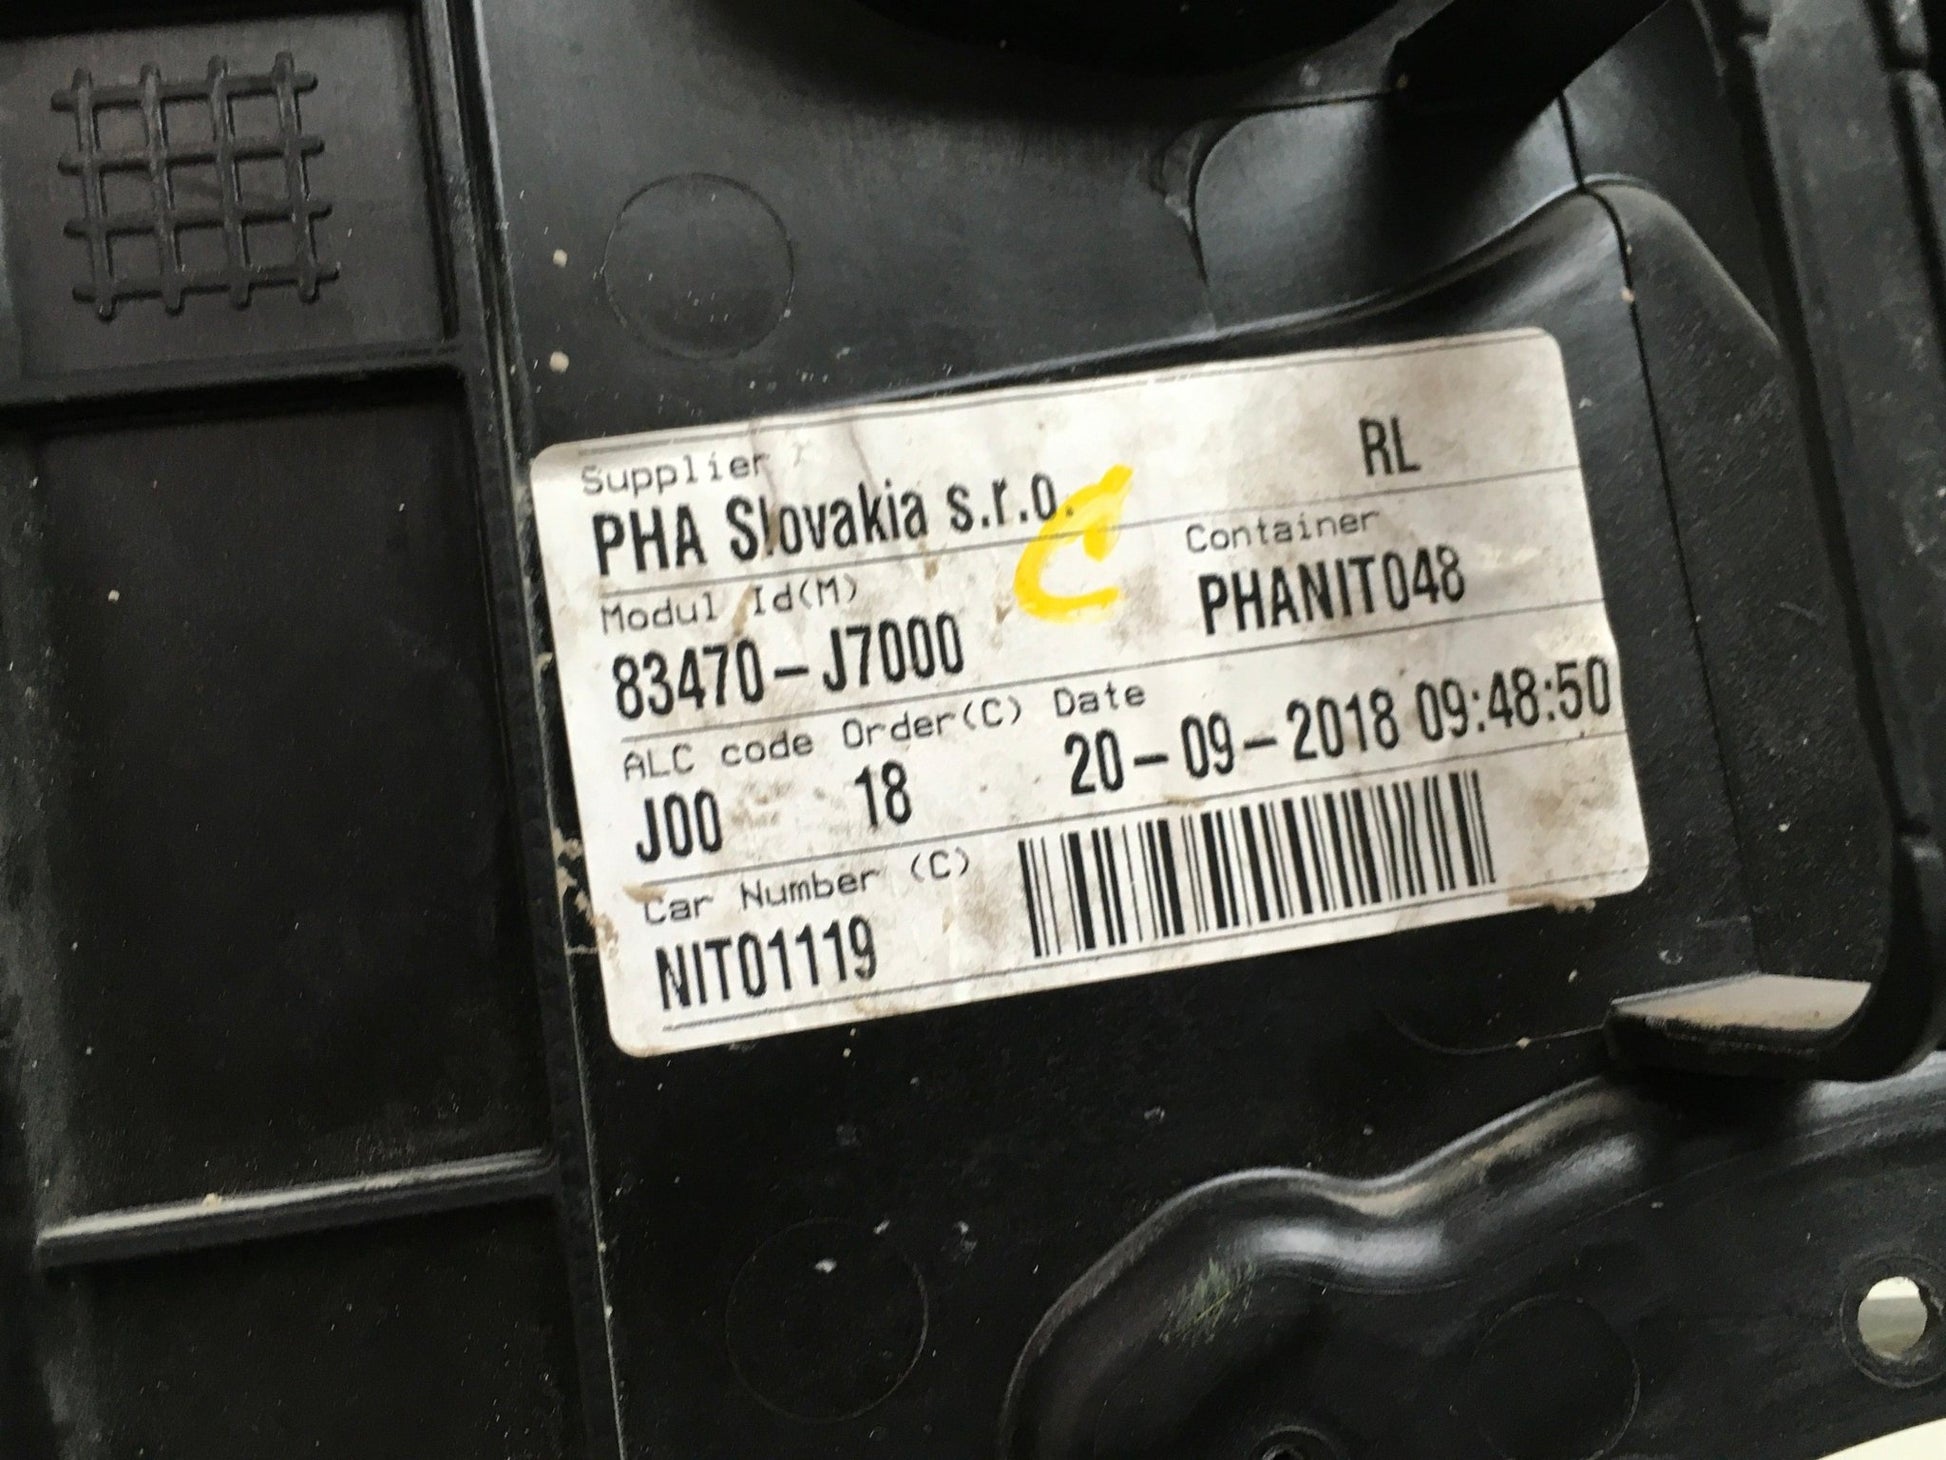 Supplier
PHA Slovakia s.r.o.
RL
C
Modul Id(M)
Container
83470-J7000
PHANIT048
ALC code Order(C) Date
J00 18 20-09-2018 09:48:50
Car Number (C)
NIT01119